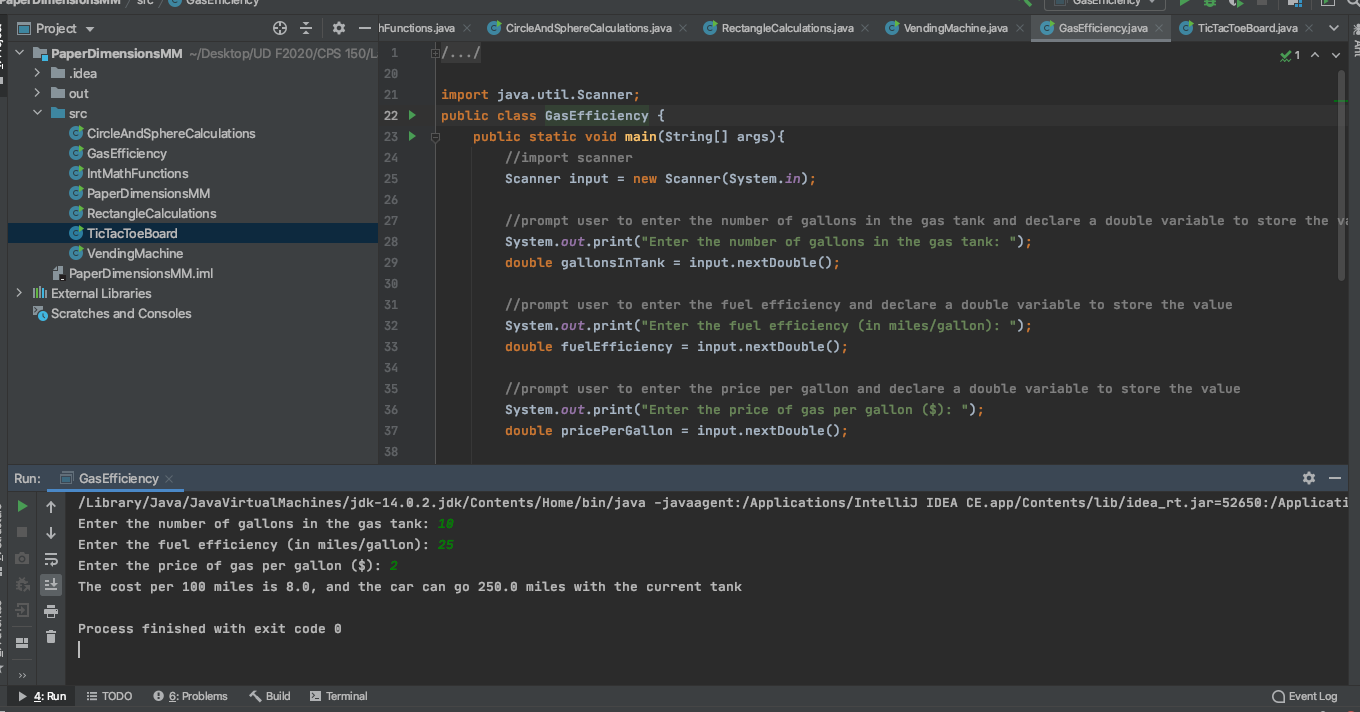 PaperDimensionsMM
src
GasEfficiency
GasEfficiency
Project
hFunctions.java
CircleAndSphereCalculations.java
RectangleCalculations.java
VendingMachine.java
GasEfficiency.java
TicTacToeBoard.java
PaperDimensionsMM ~/Desktop/UD F2020/CPS 150/L
.idea
out
src
CircleAndSphereCalculations
GasEfficiency
IntMathFunctions
PaperDimensionsMM
RectangleCalculations
TicTacToeBoard
VendingMachine
PaperDimensionsMM.iml
External Libraries
Scratches and Consoles
1 /.../
1
20
21 import java.util.Scanner;
22 public class GasEfficiency {
23 public static void main(String[] args){
24 //import scanner
25 Scanner input = new Scanner(System.in);
26
27 //prompt user to enter the number of gallons in the gas tank and declare a double variable to store the va
28 System.out.print("Enter the number of gallons in the gas tank: ");
29 double gallonsInTank = input.nextDouble();
30
31 //prompt user to enter the fuel efficiency and declare a double variable to store the value
32 System.out.print("Enter the fuel efficiency (in miles/gallon): ");
33 double fuelEfficiency = input.nextDouble();
34
35 //prompt user to enter the price per gallon and declare a double variable to store the value
36 System.out.print("Enter the price of gas per gallon ($): ");
37 double pricePerGallon = input.nextDouble();
38
Run: GasEfficiency
/Library/Java/JavaVirtualMachines/jdk-14.0.2.jdk/Contents/Home/bin/java -javaagent:/Applications/IntelliJ IDEA CE.app/Contents/lib/idea_rt.jar=52650:/Applicati
Enter the number of gallons in the gas tank: 10
Enter the fuel efficiency (in miles/gallon): 25
Enter the price of gas per gallon ($): 2
The cost per 100 miles is 8.0, and the car can go 250.0 miles with the current tank
Process finished with exit code 0
4: Run
TODO
6: Problems
Build
Terminal
Event Log